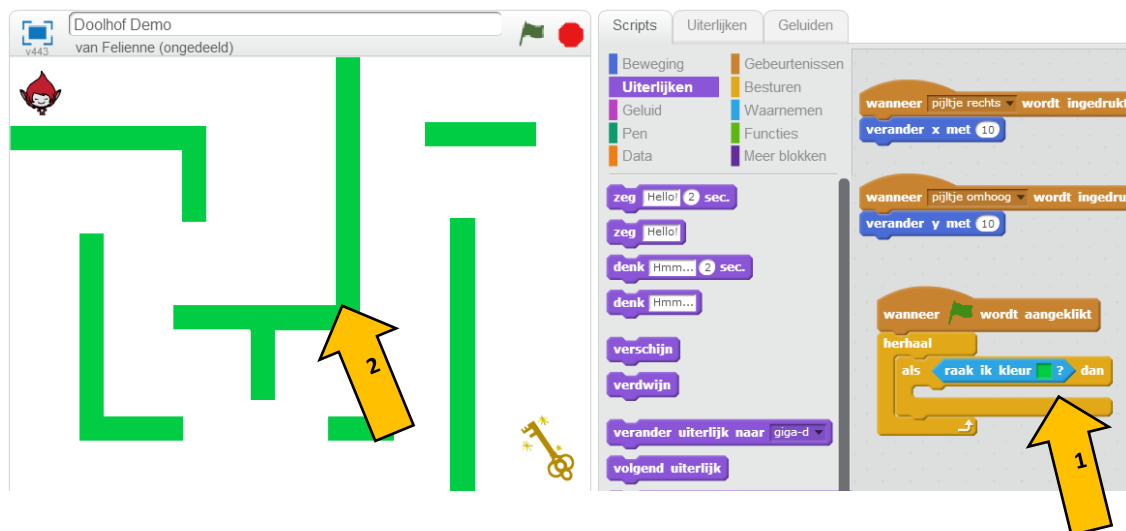 Doolhof Demo
van Felienne (ongedeeld)
v443
2
Scripts
Uiterlijken
Geluiden
Beweging
Gebeurtenissen
Uiterlijken
Besturen
Geluid
Waarnemen
Pen
Functies
Data
Meer blokken
zeg Hello! 2 sec.
zeg Hello!
denk Hmm... 2 sec.
denk Hmm...
verschijn
verdwijn
verander uiterlijk naar giga-d
volgend uiterlijk
wanneer pijltje rechts wordt ingedrukt
verander x met 10
wanneer pijltje omhoog wordt ingedru
verander y met 10
wanneer wordt aangeklikt
herhaal
als raak ik kleur ? dan
1